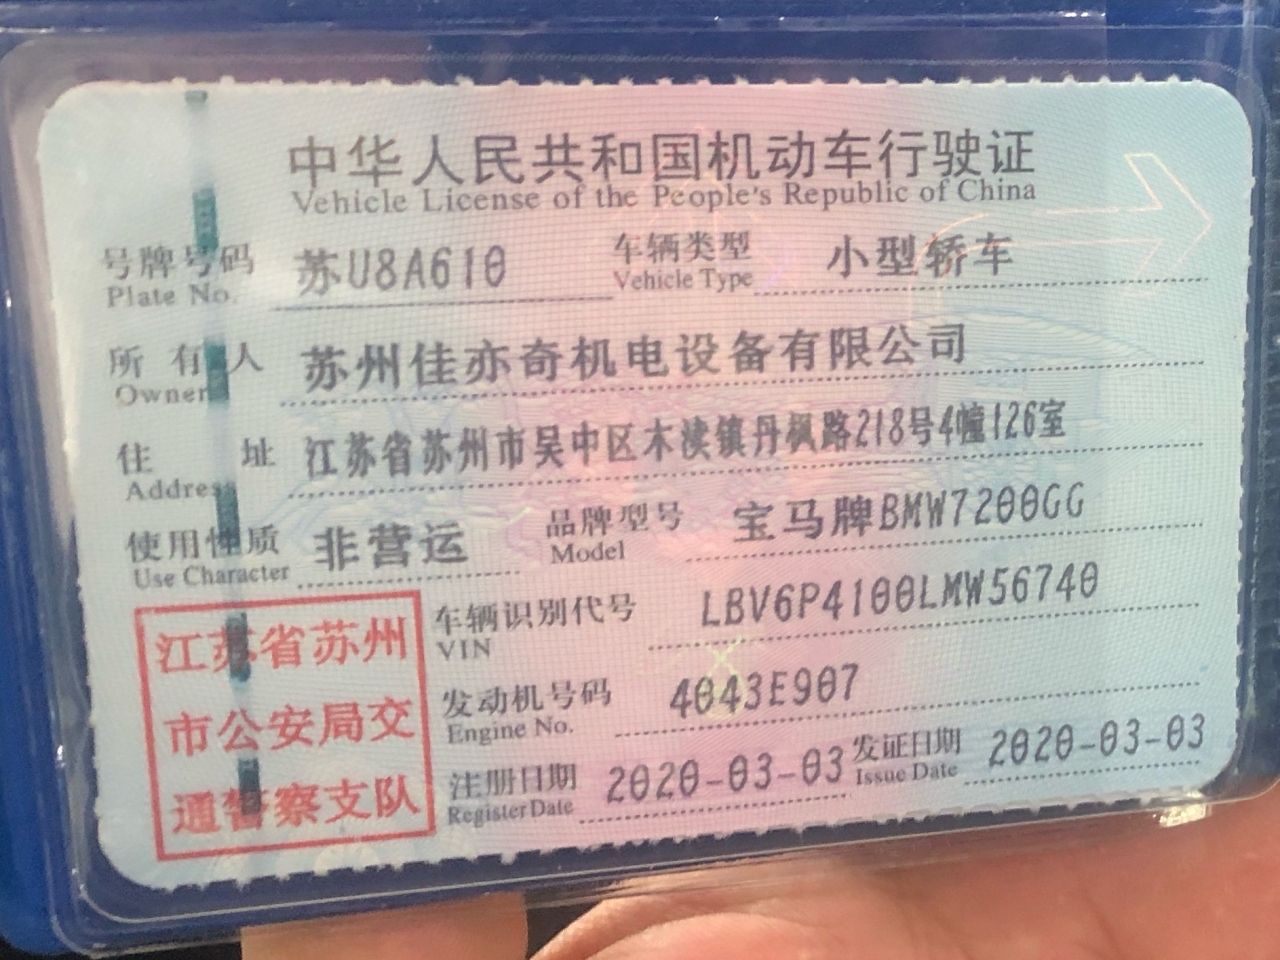 中华人民共和国机动车行驶证
Vehicle License of the People's Republic of China
号牌号码 苏U8A610 车辆类型 小型轿车
Plate No. Vehicle Type
所有人 苏州佳亦奇机电设备有限公司
Owner
住址 江苏省苏州市吴中区木渎镇丹枫路218号4幢126室
Address
使用性质 非营运 品牌型号 宝马牌BMW7200GG
Use Character Model
车辆识别代号 LBV6P4100LMW56740
VIN
发动机号码 4043E907
Engine No.
注册日期 2020-03-03 发证日期 2020-03-03
Register Date Issue Date
江苏省苏州
市公安局交
通警察支队